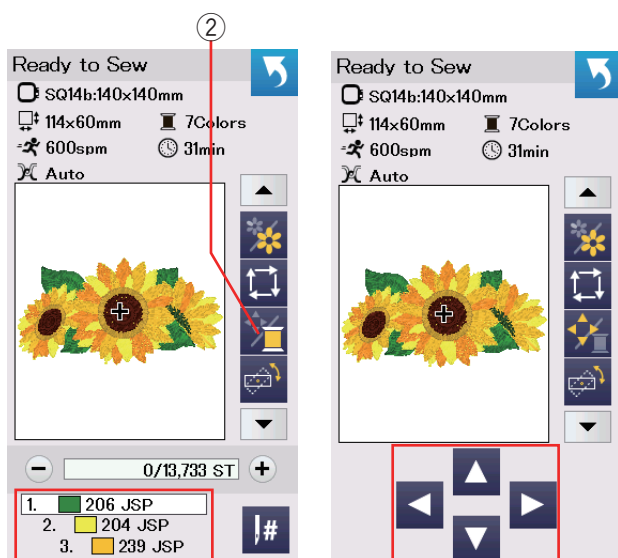 ②
Ready to Sew
SQ14b:140x140mm
114x60mm 7Colors
600spm 31min
Auto
0/13,733 ST
1. 206 JSP
2. 204 JSP
3. 239 JSP
#
Ready to Sew
SQ14b:140x140mm
114x60mm 7Colors
600spm 31min
Auto